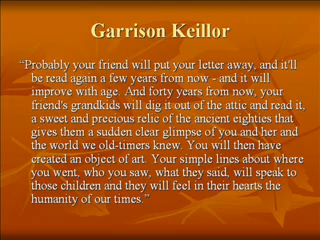 Garrison Keillor
“Probably your friend will put your letter away, and it'll
be read again a few years from now - and it will
improve with age. And forty years from now, your
friend's grandkids will dig it out of the attic and read it,
a sweet and precious relic of the ancient eighties that
gives them a sudden clear glimpse of you and her and
the world we old-timers knew. You will then have
created an object of art. Your simple lines about where
you went, who you saw, what they said, will speak to
those children and they will feel in their hearts the
humanity of our times.”